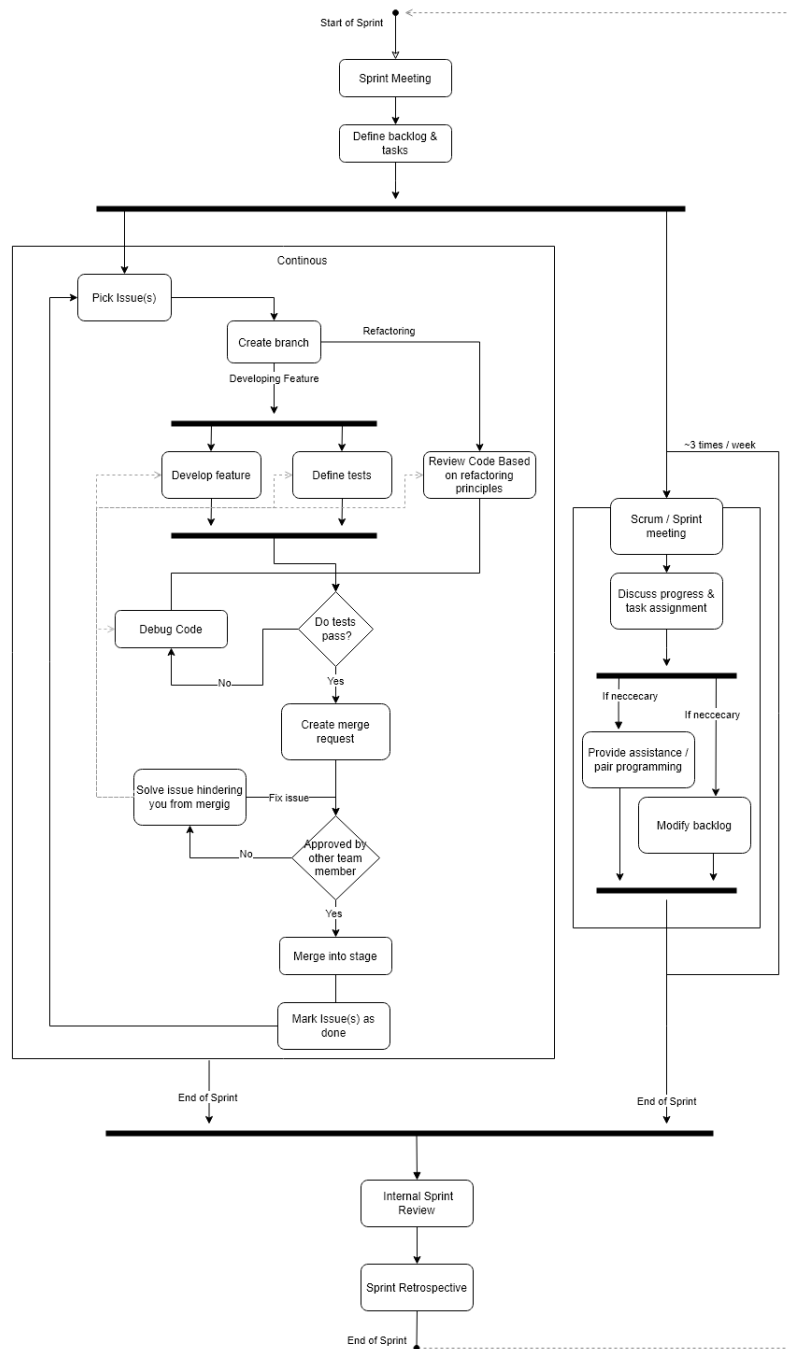 Start of Sprint
Sprint Meeting
Define backlog &
tasks
Continous
Pick Issue(s)
Create branch
Refactoring
Developing Feature
Develop feature
Define tests
Review Code Based
on refactoring
principles
~3 times / week
Scrum / Sprint
meeting
Discuss progress &
task assignment
Debug Code
Do tests
pass?
No
Yes
If neccecary
If neccecary
Create merge
request
Provide assistance /
pair programming
Solve issue hindering
you from mergig
Fix issue
Modify backlog
Approved by
other team
member
No
Yes
Merge into stage
Mark Issue(s) as
done
End of Sprint
End of Sprint
Internal Sprint
Review
Sprint Retrospective
End of Sprint